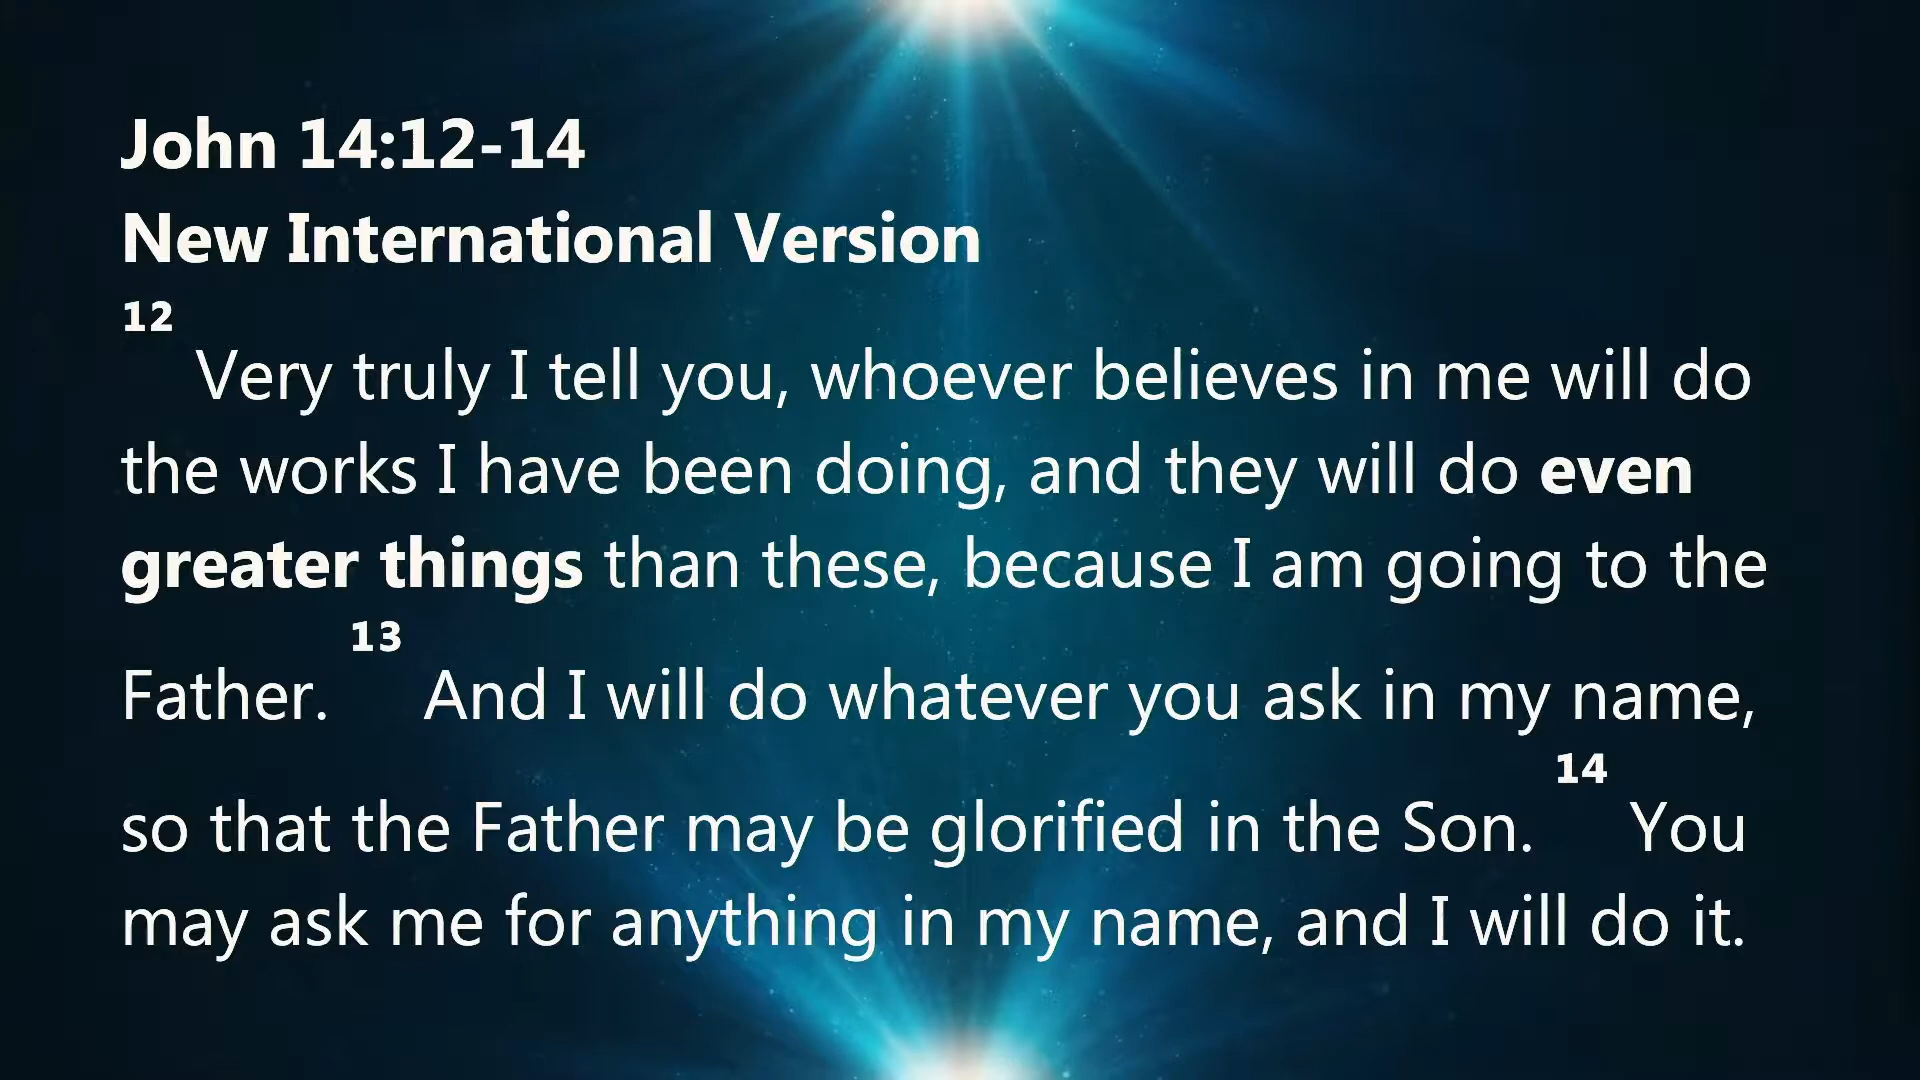 John 14:12-14
New International Version
12 Very truly I tell you, whoever believes in me will do
the works I have been doing, and they will do even
greater things than these, because I am going to the
Father. 13 And I will do whatever you ask in my name,
so that the Father may be glorified in the Son. 14 You
may ask me for anything in my name, and I will do it.